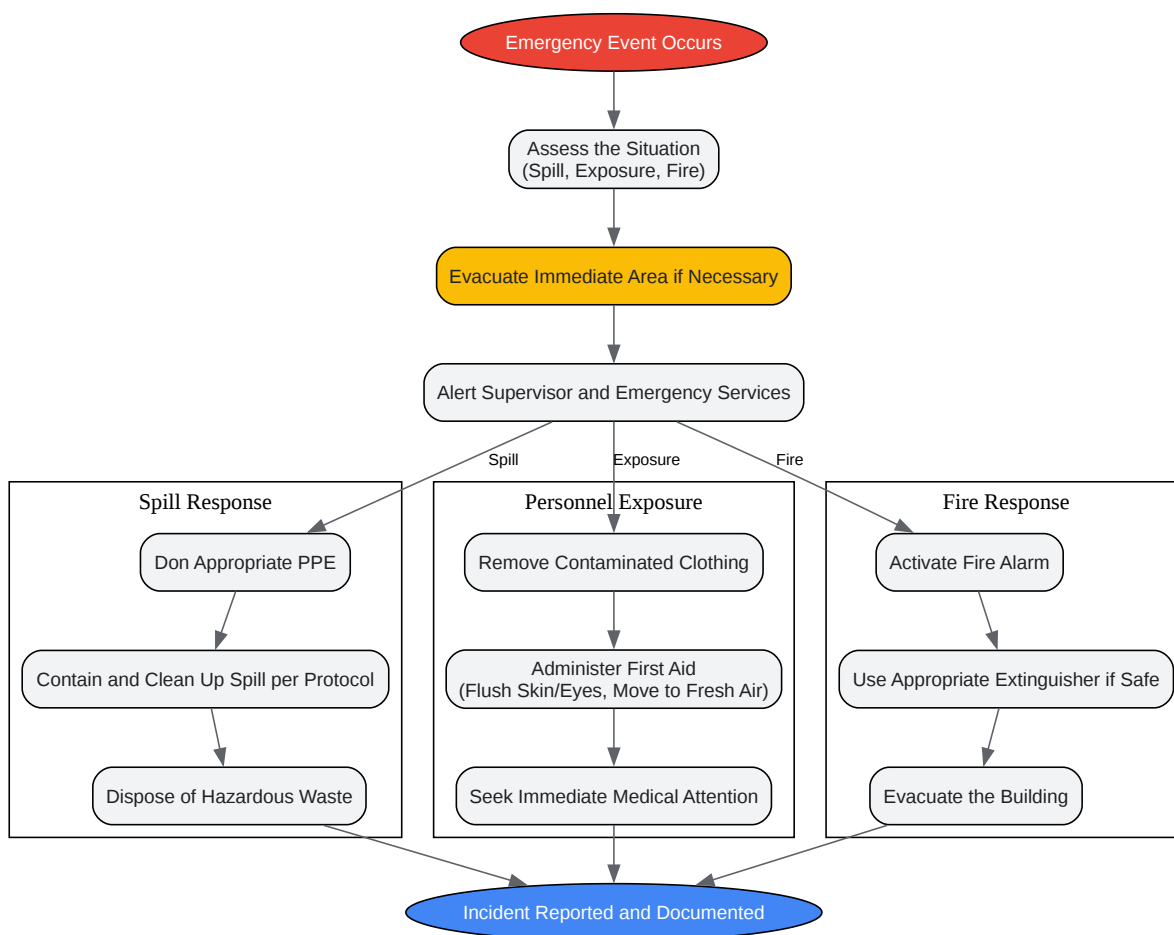 Emergency Event Occurs
Assess the Situation
(Spill, Exposure, Fire)
Evacuate Immediate Area if Necessary
Alert Supervisor and Emergency Services
Spill
Exposure
Fire
Spill Response
Don Appropriate PPE
Contain and Clean Up Spill per Protocol
Dispose of Hazardous Waste
Personnel Exposure
Remove Contaminated Clothing
Administer First Aid
(Flush Skin/Eyes, Move to Fresh Air)
Seek Immediate Medical Attention
Fire Response
Activate Fire Alarm
Use Appropriate Extinguisher if Safe
Evacuate the Building
Incident Reported and Documented